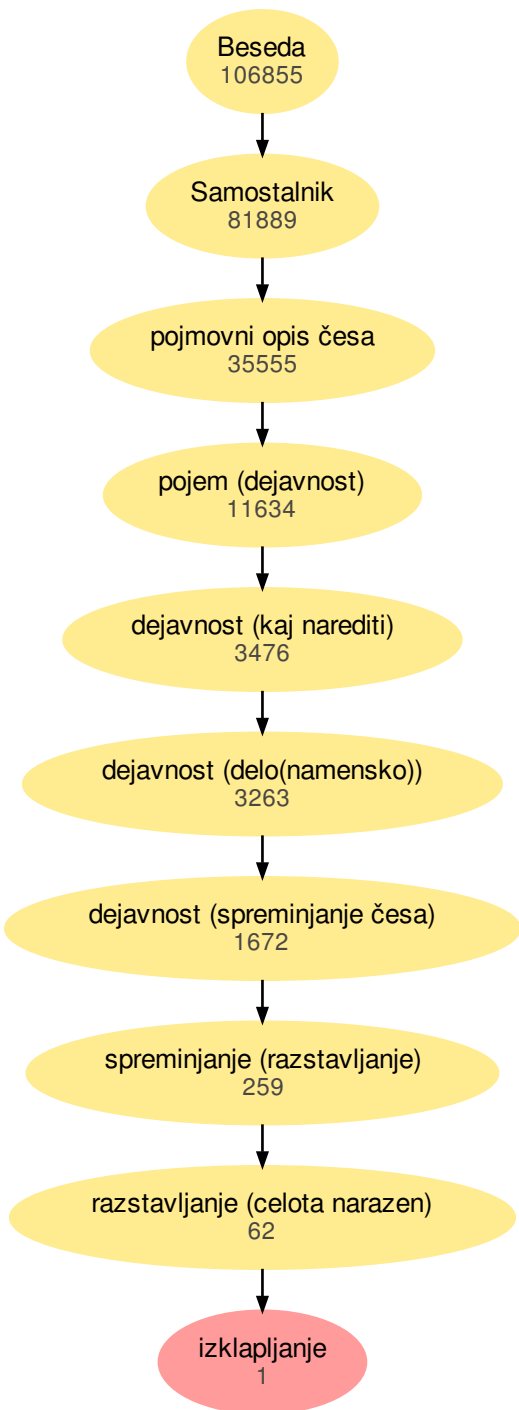 Beseda
106855
Samostalnik
81889
pojmovni opis česa
35555
pojem (dejavnost)
11634
dejavnost (kaj narediti)
3476
dejavnost (delo(namensko))
3263
dejavnost (spreminjanje česa)
1672
spreminjanje (razstavljanje)
259
razstavljanje (celota narazen)
62
izklapljanje
1